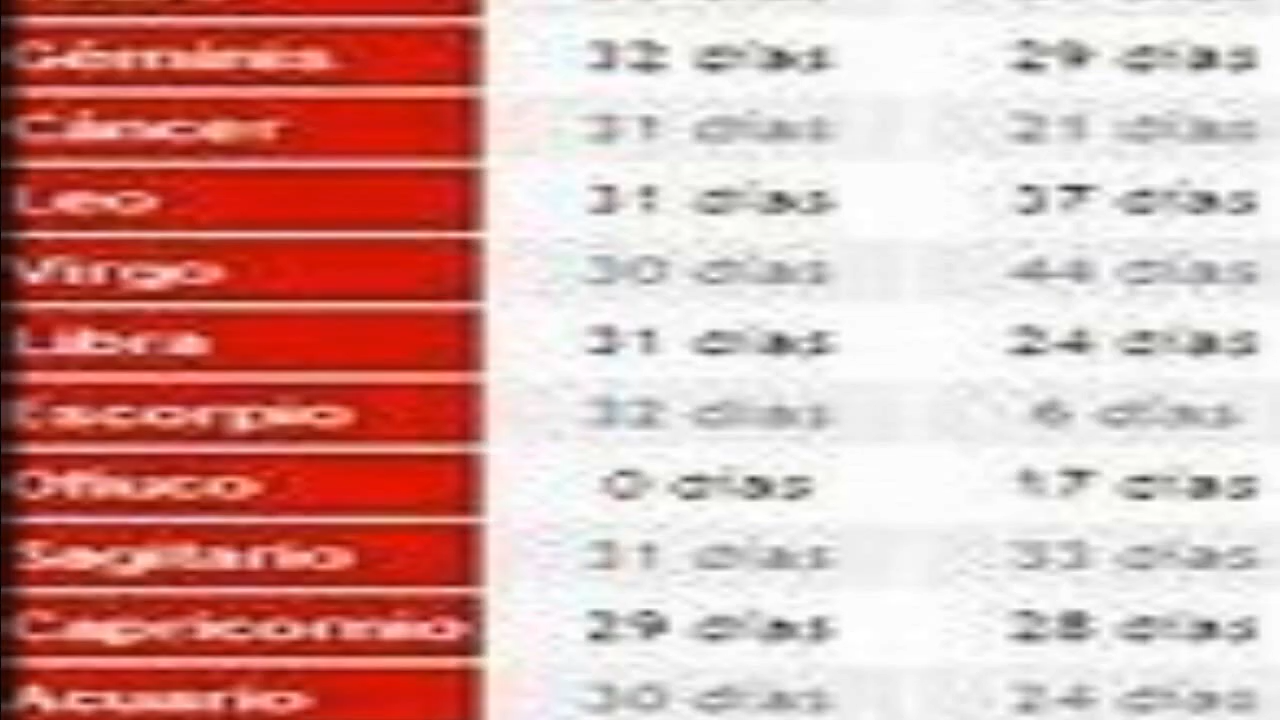 Géminis 32 días 29 días
Cáncer 31 días 21 días
Leo 31 días 37 días
Virgo 30 días 44 días
Libra 31 días 24 días
Escorpio 32 días 6 días
Ofiuco 0 días 17 días
Sagitario 31 días 33 días
Capricornio 29 días 28 días
Acuario 30 días 24 días